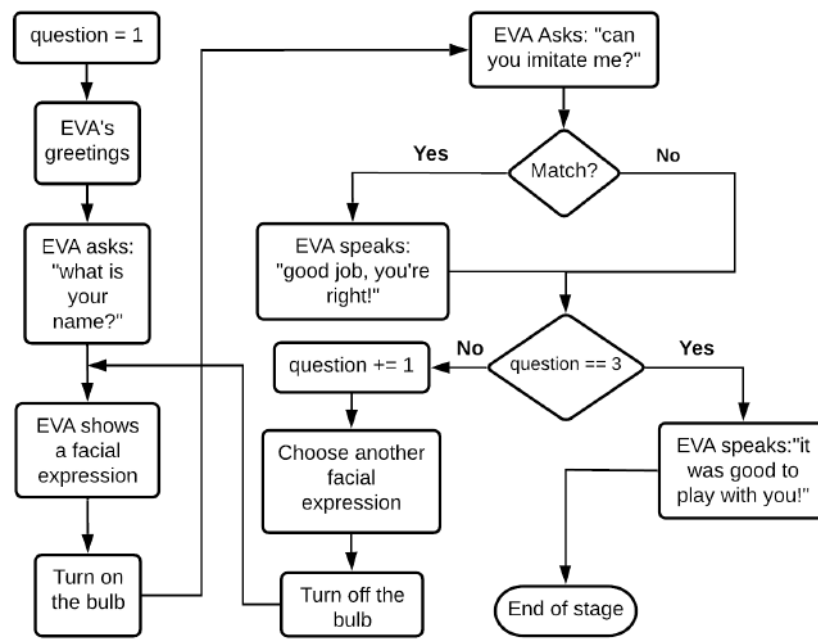 question = 1
EVA's
greetings
EVA asks:
"what is
your
name?"
EVA shows
a facial
expression
Turn on
the bulb
EVA Asks: "can
you imitate me?"
Match?
Yes
No
EVA speaks:
"good job, you're
right!"
question == 3
No
Yes
question += 1
Choose another
facial
expression
Turn off the
bulb
EVA speaks:"it
was good to
play with you!"
End of stage